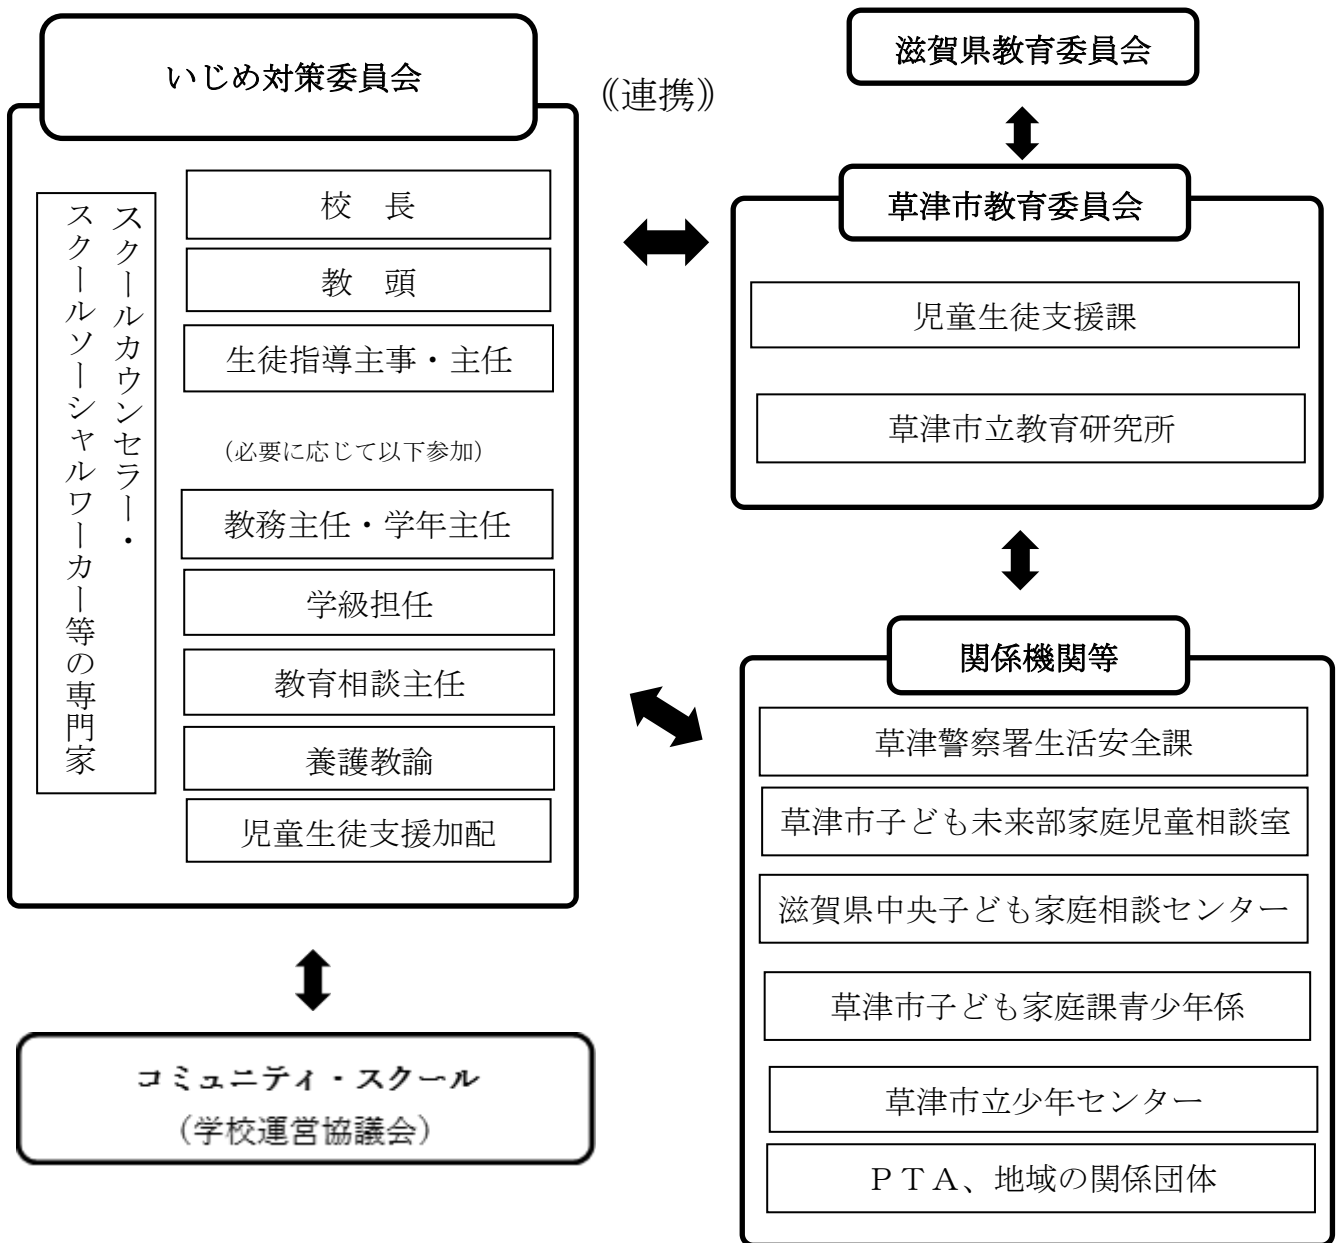 いじめ対策委員会
スクールカウンセラー・
スクールソーシャルワーカー等の専門家
校　長
教　頭
生徒指導主事・主任
（必要に応じて以下参加）
教務主任・学年主任
学級担任
教育相談主任
養護教諭
児童生徒支援加配
コミュニティ・スクール
（学校運営協議会）
⸨連携⸩
滋賀県教育委員会
草津市教育委員会
児童生徒支援課
草津市立教育研究所
関係機関等
草津警察署生活安全課
草津市子ども未来部家庭児童相談室
滋賀県中央子ども家庭相談センター
草津市子ども家庭課青少年係
草津市立少年センター
ＰＴＡ、地域の関係団体